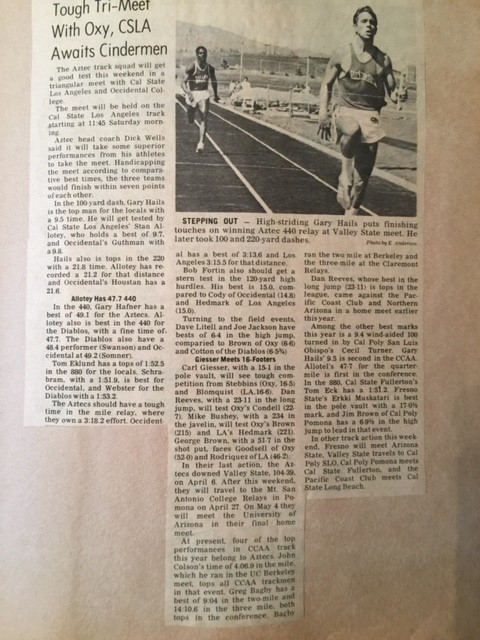 Tough Tri-Meet
With Oxy, CSLA
Awaits Cindermen
The Aztec track squad will get
a good test this weekend in a
triangular meet with Cal State
Los Angeles and Occidental Col-
lege.
The meet will be held on the
Cal State Los Angeles track
starting at 11:45 Saturday morn-
ing.
Aztec head coach Dick Wells
said it will take some superior
performances from his athletes
to take the meet. Handicapping
the meet according to compara-
tive best times, the three teams
would finish within seven points
of each other.
In the 100-yard dash, Gary Hails
is the top man for the locals with
a 9.5 time. He will get tested by
Cal State Los Angeles' Stan Al-
lotey, who holds a best of 9.7,
and Occidental's Guthman with
a 9.8.
Hails also is tops in the 220
with a 21.8 time. Allotey has re-
corded a 21.2 for that distance
and Occidental's Houstan has a
21.6.
Allotey Has 47.7 440
In the 440, Gary Hafner has a
best of 49.1 for the Aztecs. Al-
lotey also is best in the 440 for
the Diablos, with a fine time of
47.7. The Diablos also have a
48.4 performer (Swanson) and Oc-
cidental at 49.2 (Somner).
Tom Eklund has a tops of 1:52.5
in the 880 for the locals. Schra-
bram, with a 1:51.9, is best for
Occidental, and Webster for the
Diablos with a 1:53.2.
The Aztecs should have a tough
time in the mile relay, where
they own a 3:18.2 effort. Occident-
STEPPING OUT — High-striding Gary Hails puts finishing
touches on winning Aztec 440 relay at Valley State meet. He
later took 100 and 220-yard dashes.
Photo by E. Anderson
al has a best of 3:13.6 and Los
Angeles 3:15.5 for that distance.
Bob Fortin also should get a
stern test in the 120-yard high
hurdles. His best is 15.0, com-
pared to Cody of Occidental (14.8)
and Hedmark of Los Angeles
(15.0).
Turning to the field events,
Dave Litell and Joe Jackson have
bests of 6-4 in the high jump,
compared to Brown of Oxy (6-6)
and Cotton of the Diablos (6-5¾)
Giesser Meets 16-Footers
Carl Giesser, with a 15-1 in the
pole vault, will see tough com-
petition from Stebbins (Oxy, 16-5)
and Blomquist (LA,16-6). Dan
Reeves, with a 23-11 in the long
jump, will test Oxy's Condell (22-
7). Mike Bushey, with a 234 in
the javelin, will test Oxy's Brown
(215) and LA's Hedmark (221).
George Brown, with a 51-7 in the
shot put, faces Goodsell of Oxy
(52-0) and Rodriquez of LA (46-2).
In their last action, the Az-
tecs downed Valley State, 104-39,
on April 6. After this weekend,
they will travel to the Mt. San
Antonio College Relays in Po-
mona on April 27. On May 4 they
will meet the University of
Arizona in their final home
meet.
At present, four of the top
performances in CCAA track
this year belong to Aztecs. John
Colson's time of 4:06.0 in the mile,
which he ran in the UC Berkeley
meet, tops all CCAA trackmen
in that event. Greg Bagby has a
best of 9:04 in the two-mile and
14:10.6 in the three mile, both
tops in the conference. Bagby
ran the two mile at Berkeley and
the three-mile at the Claremont
Relays.
Dan Reeves, whose best in the
long jump (23-11) is tops in the
league, came against the Pac-
ific Coast Club and Northern
Arizona in a home meet earlier
this year.
Among the other best marks
this year is a 9.4 wind-aided 100
turned in by Cal Poly San Luis
Obispo's Cecil Turner. Gary
Hails' 9.5 is second in the CCAA.
Allotey's 47.7 for the quarter-
mile is first in the conference.
In the 880, Cal State Fullerton's
Tom Eck has a 1:51.2. Fresno
State's Erkki Muskatari is best
in the pole vault with a 17-0¾
mark, and Jim Brown of Cal Poly
Pomona has a 6-9¾ in the high
jump to lead in that event.
In other track action this week-
end, Fresno will meet Arizona
State, Valley State travels to Cal
Poly SLO, Cal Poly Pomona meets
Cal State Fullerton, and the
Pacific Coast Club meets Cal
State Long Beach.